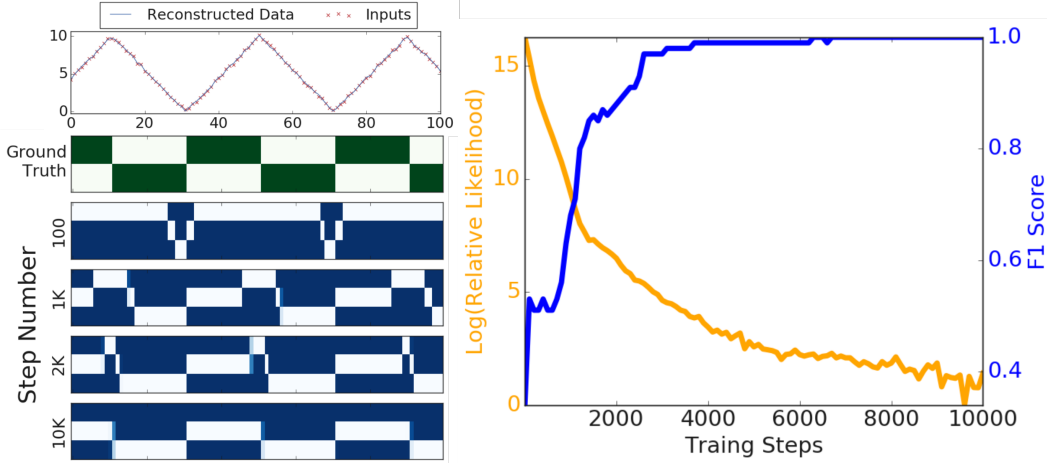 Reconstructed Data Inputs
10
5
0
0 20 40 60 80 100
Ground
Truth
Step Number
100
1K
2K
10K
Log(Relative Likelihood)
15
10
5
0
2000 4000 6000 8000 10000
Traing Steps
1.0
0.8
0.6
0.4
F1 Score